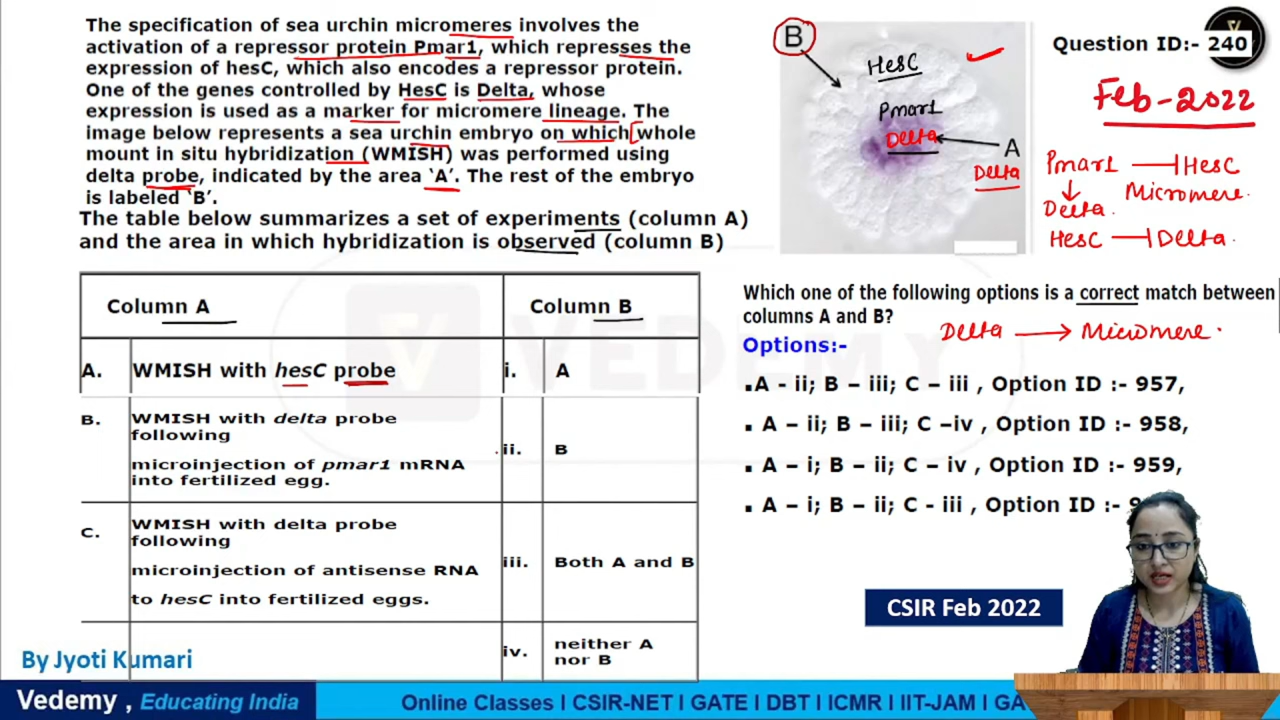 The specification of sea urchin micromeres involves the
activation of a repressor protein Pmar1, which represses the
expression of hesC, which also encodes a repressor protein.
One of the genes controlled by HesC is Delta, whose
expression is used as a marker for micromere lineage. The
image below represents a sea urchin embryo on which whole
mount in situ hybridization (WMISH) was performed using
delta probe, indicated by the area ‘A’. The rest of the embryo
is labeled ‘B’.
The table below summarizes a set of experiments (column A)
and the area in which hybridization is observed (column B)
B
HesC
Pmar1
Delta
A
Delta
Question ID:- 240
Feb-2022
Pmar1 ⊣ HesC
Micromere.
↓
Delta.
HesC ⊣ Delta.
Column A
Column B
A. WMISH with hesC probe
i. A
B. WMISH with delta probe
following
microinjection of pmar1 mRNA
into fertilized egg.
ii. B
C. WMISH with delta probe
following
microinjection of antisense RNA
to hesC into fertilized eggs.
iii. Both A and B
iv. neither A
nor B
Which one of the following options is a correct match between
columns A and B?
Delta → Micromere.
Options:-
.A - ii; B – iii; C – iii , Option ID :- 957,
. A – ii; B – iii; C –iv , Option ID :- 958,
. A – i; B – ii; C – iv , Option ID :- 959,
. A – i; B – ii; C - iii , Option ID :- 9
VEDEMY
CSIR Feb 2022
By Jyoti Kumari
Vedemy , Educating India
Online Classes I CSIR-NET I GATE I DBT I ICMR I IIT-JAM I GA